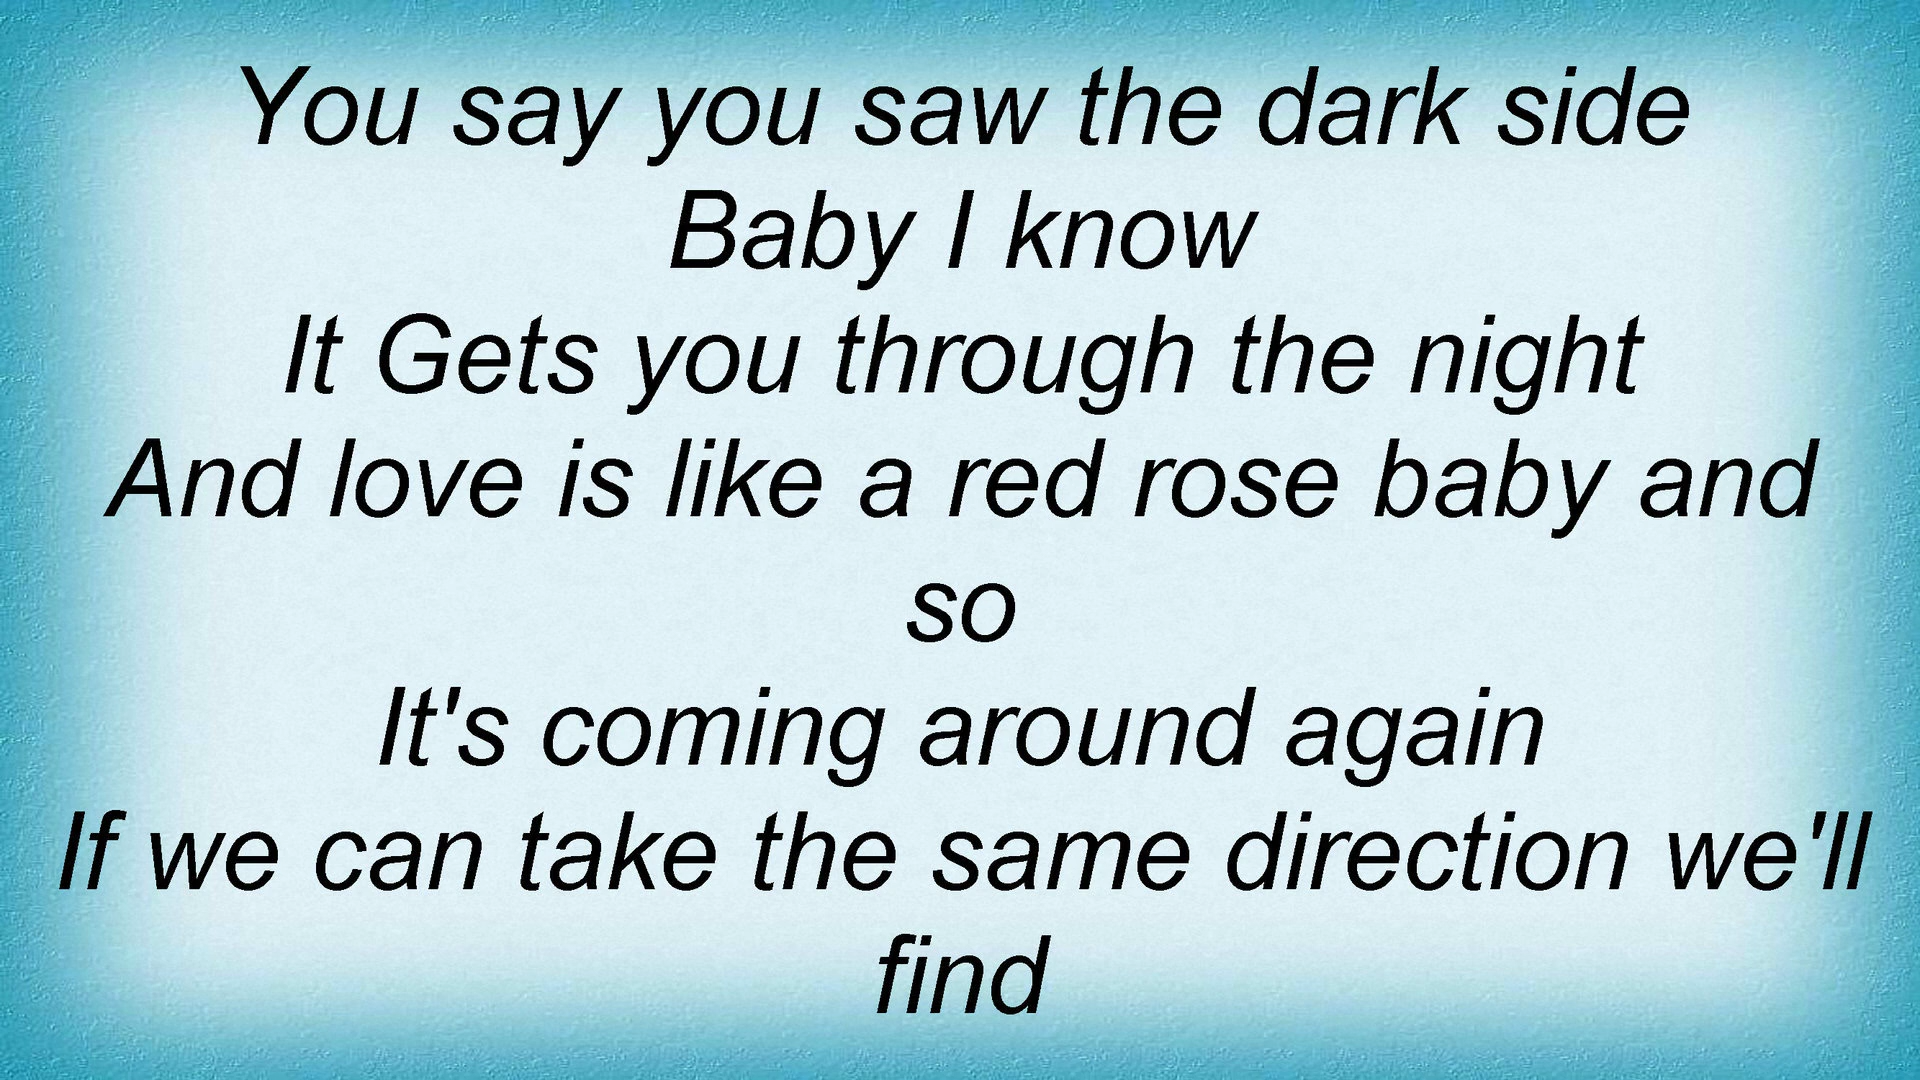 You say you saw the dark side
Baby I know
It Gets you through the night
And love is like a red rose baby and
so
It's coming around again
If we can take the same direction we'll
find